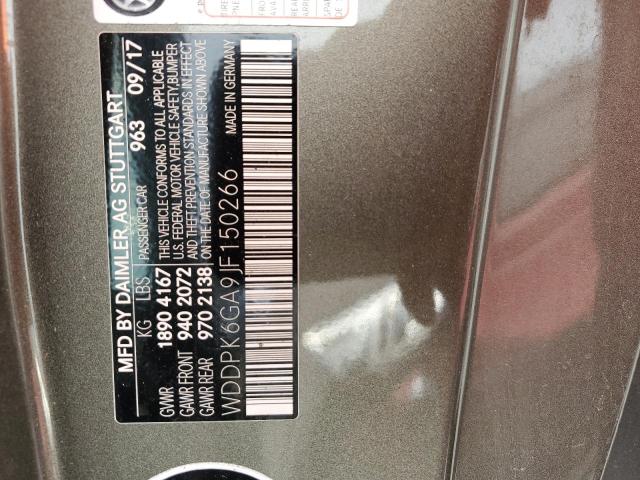 MFD BY DAIMLER AG STUTTGART
KG LBS PASSENGER CAR 963 09/17
GVWR 1890 4167 THIS VEHICLE CONFORMS TO ALL APPLICABLE
GAWR FRONT 940 2072 U.S. FEDERAL MOTOR VEHICLE SAFETY,BUMPER
GAWR REAR 970 2138 AND THEFT PREVENTION STANDARDS IN EFFECT
ON THE DATE OF MANUFACTURE SHOWN ABOVE
WDDPK6GA9JF150266 MADE IN GERMANY